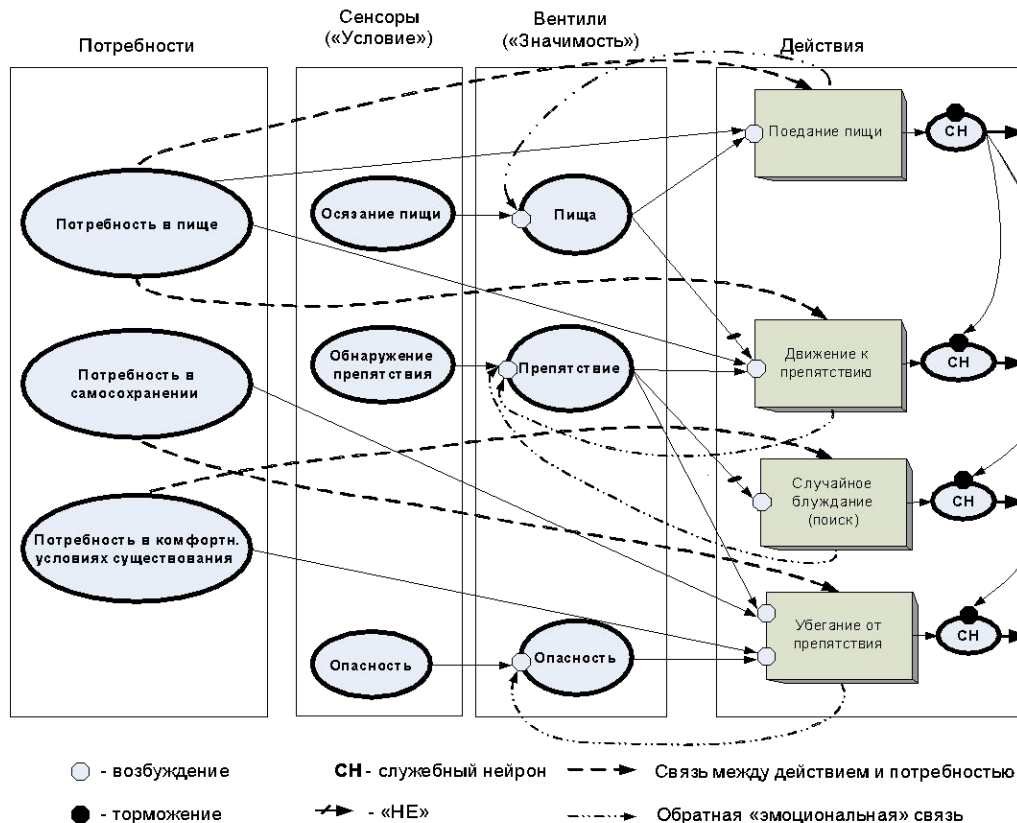 Потребности
Сенсоры
(«Условие»)
Вентили
(«Значимость»)
Действия
Потребность в пище
Осязание пищи
Пища
Поедание пищи
СН
Потребность в
самосохранении
Обнаружение
препятствия
Препятствие
Движение к
препятствию
СН
Случайное
блуждание
(поиск)
СН
Потребность в комфортн.
условиях существования
Опасность
Опасность
Убегание от
препятствия
СН
- возбуждение
СН - служебный нейрон
Связь между действием и потребностью
- торможение
- «НЕ»
Обратная «эмоциональная» связь